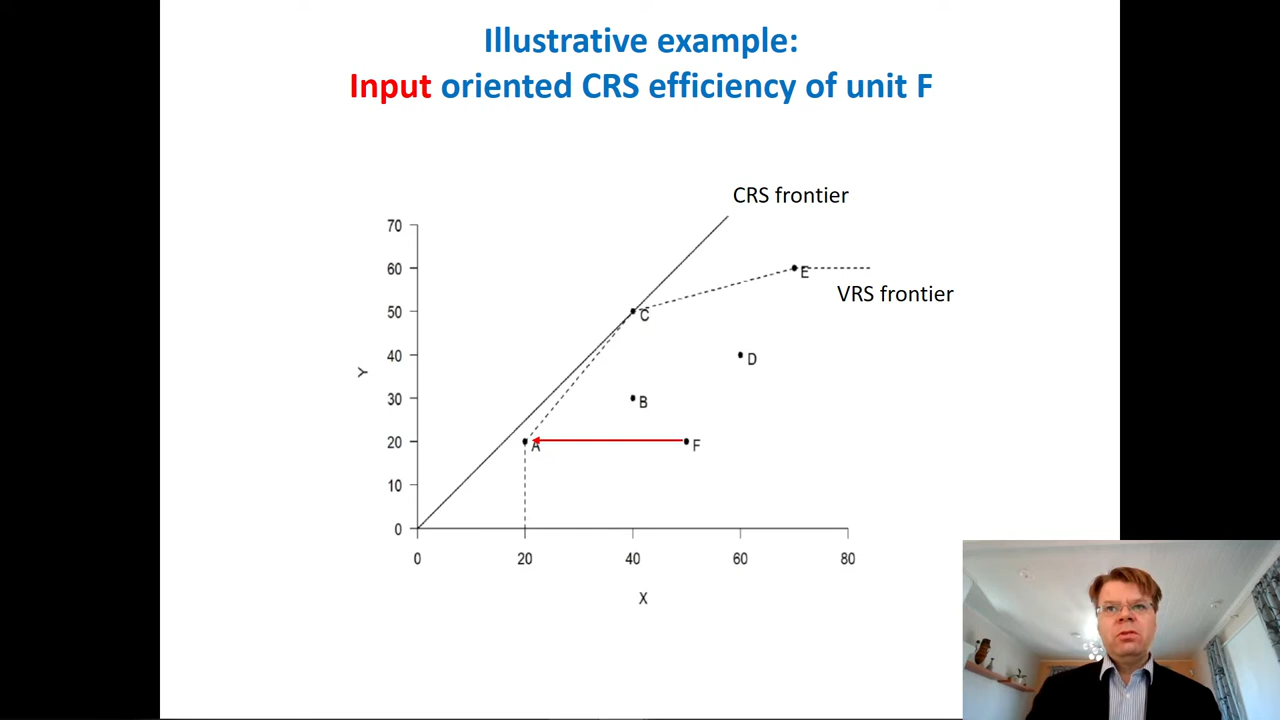 Illustrative example:
Input oriented CRS efficiency of unit F
CRS frontier
70
60
E
VRS frontier
50
C
40
D
Y
30
B
20
A
F
10
0
0 20 40 60 80
X